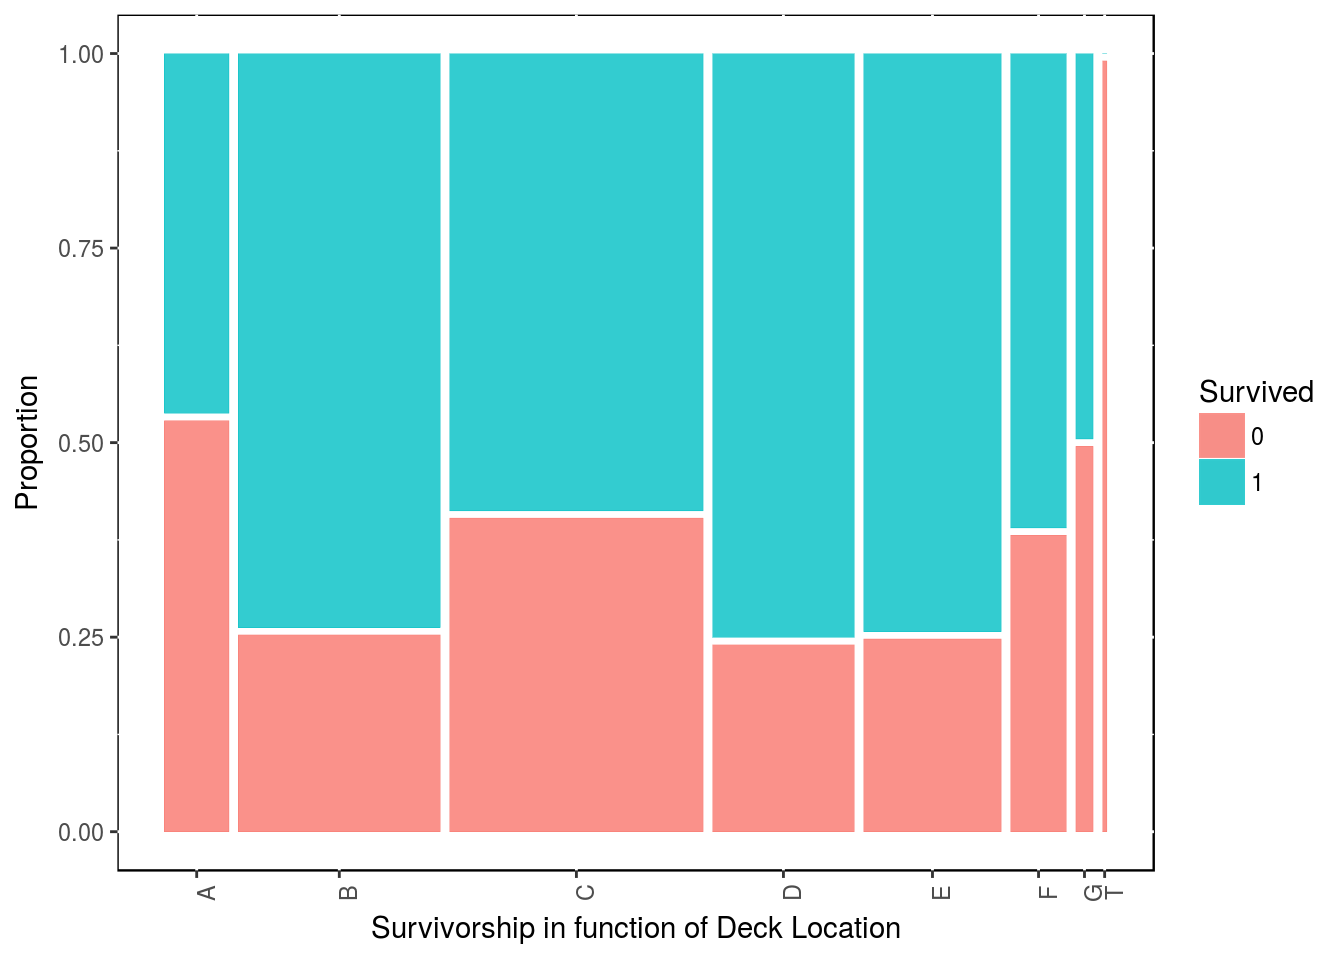 1.00
0.75
0.50
0.25
0.00
Proportion
A
B
C
D
E
F
G
T
Survivorship in function of Deck Location
Survived
0
1